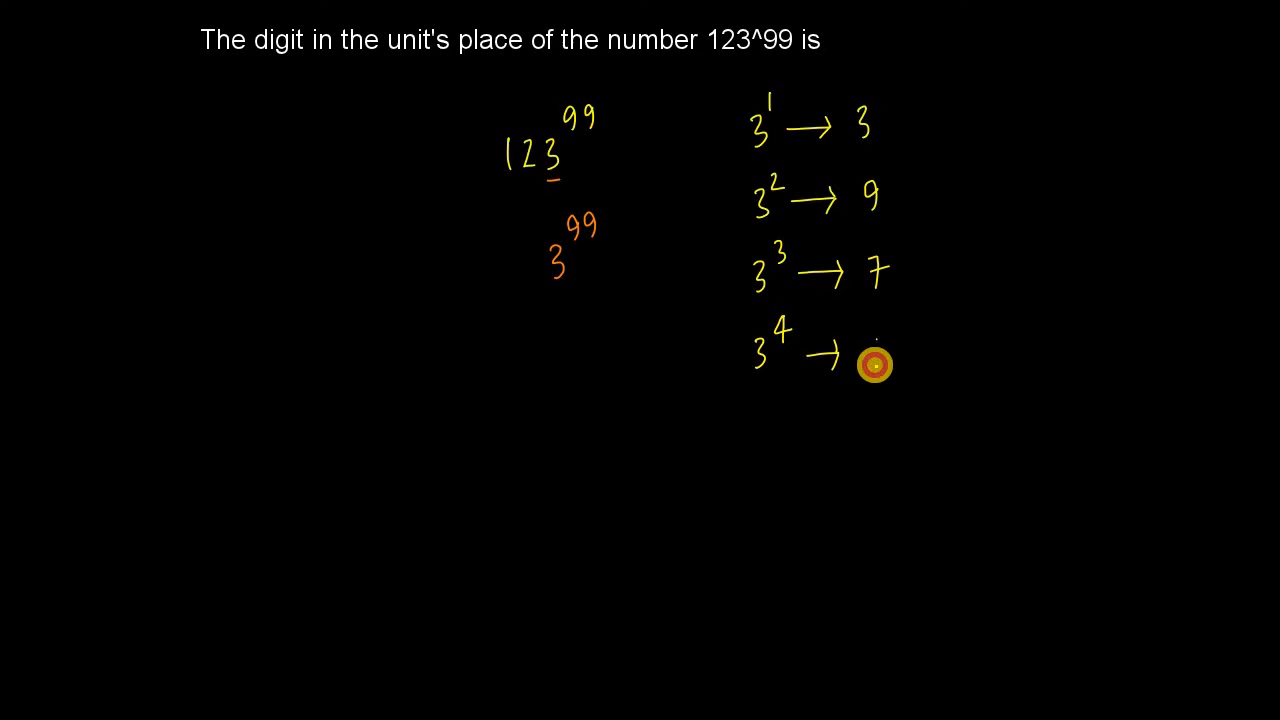 The digit in the unit's place of the number 123^99 is
123^99
3^99
3^1 → 3
3^2 → 9
3^3 → 7
3^4 →